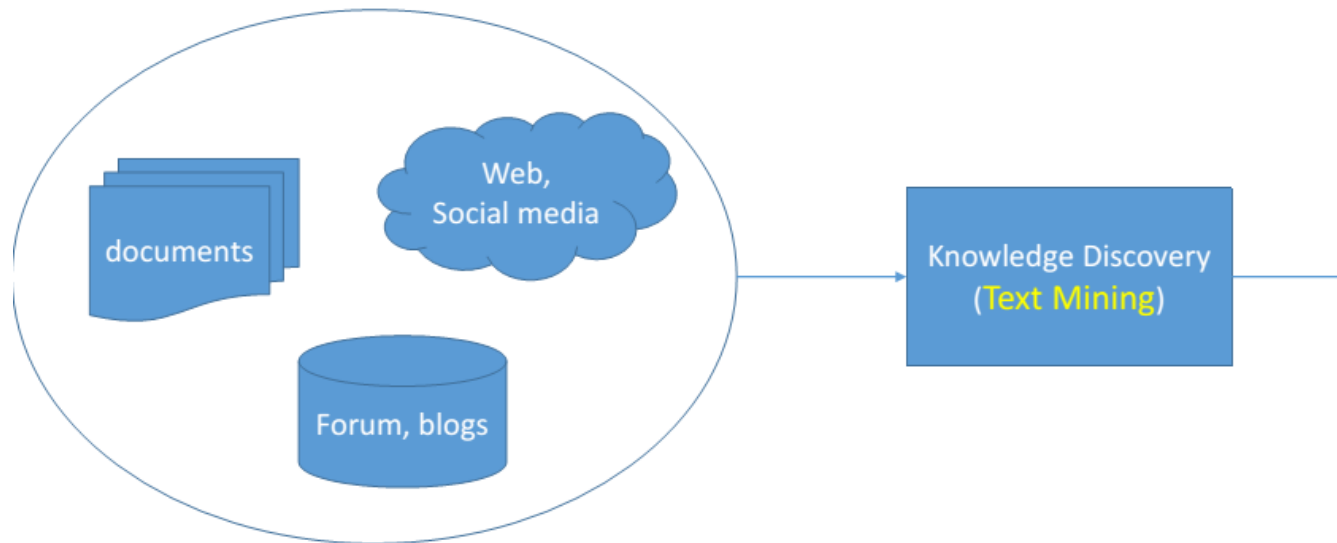 Web,
Social media
documents
Forum, blogs
Knowledge Discovery
(Text Mining)